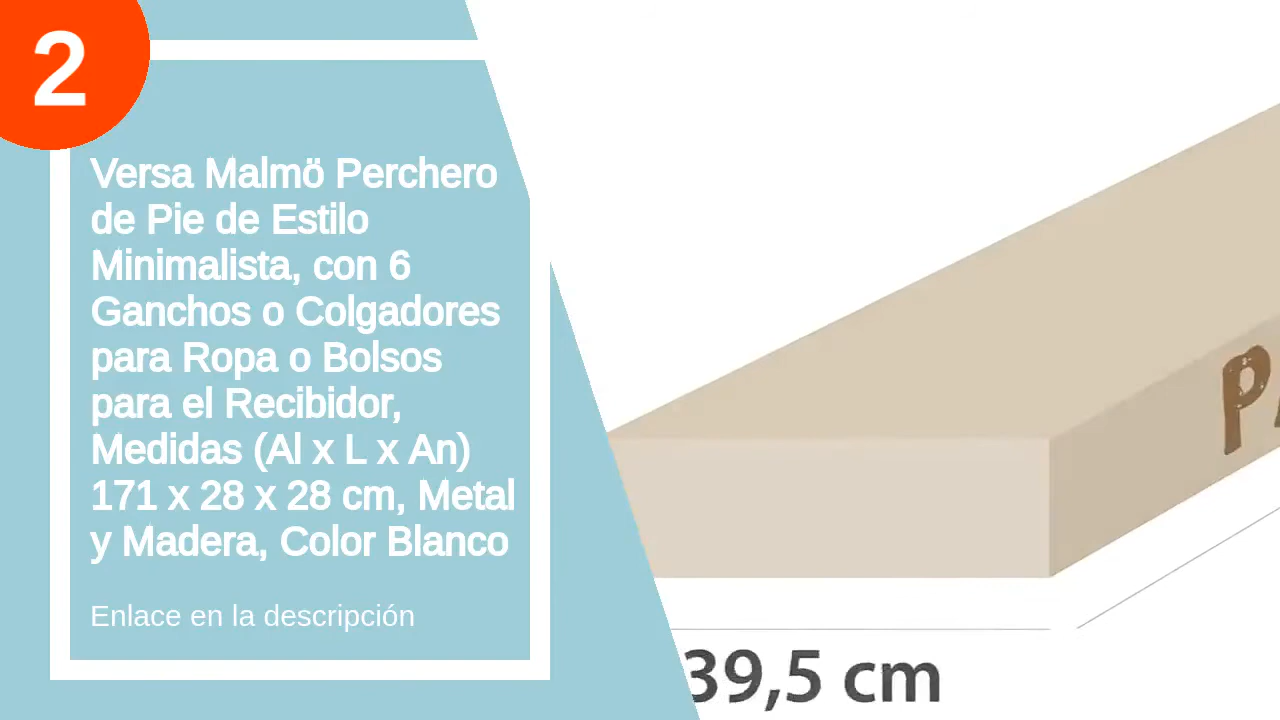 2
Versa Malmö Perchero
de Pie de Estilo
Minimalista, con 6
Ganchos o Colgadores
para Ropa o Bolsos
para el Recibidor,
Medidas (Al x L x An)
171 x 28 x 28 cm, Metal
y Madera, Color Blanco
Enlace en la descripción
39,5 cm